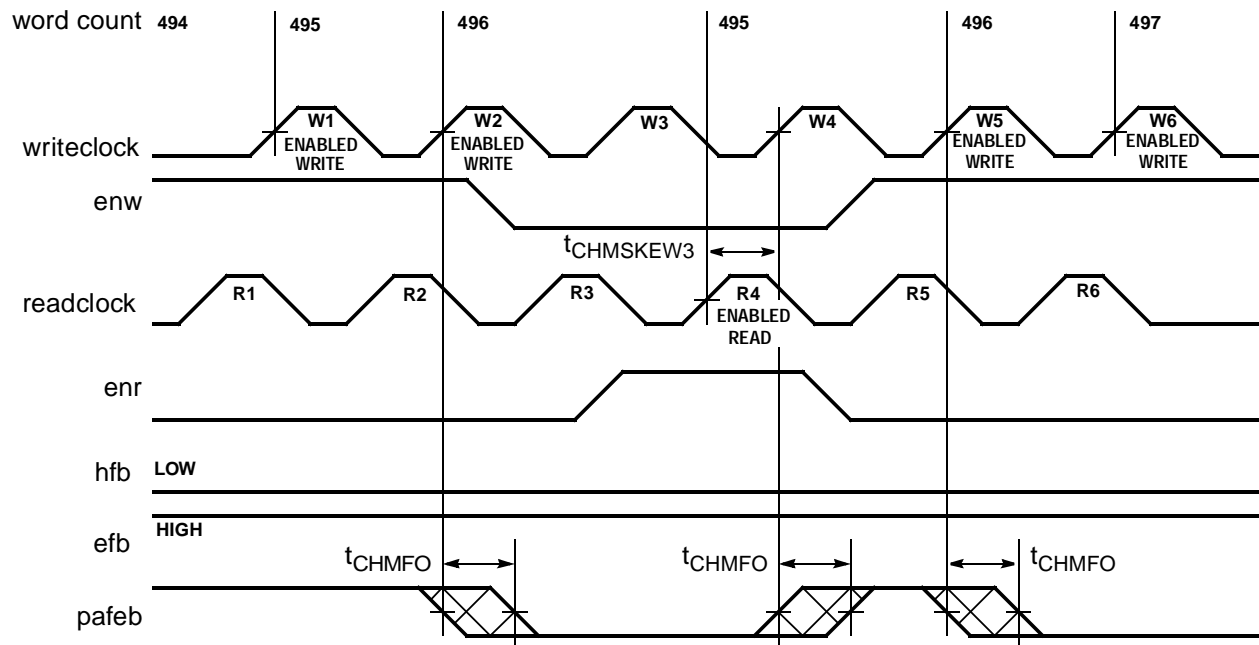 word count 494 495 496 495 496 497
writeclock W1 ENABLED WRITE W2 ENABLED WRITE W3 W4 W5 ENABLED WRITE W6 ENABLED WRITE
enw
tCHMSKEW3
readclock R1 R2 R3 R4 ENABLED READ R5 R6
enr
hfb LOW
efb HIGH
tCHMFO tCHMFO tCHMFO
pafeb